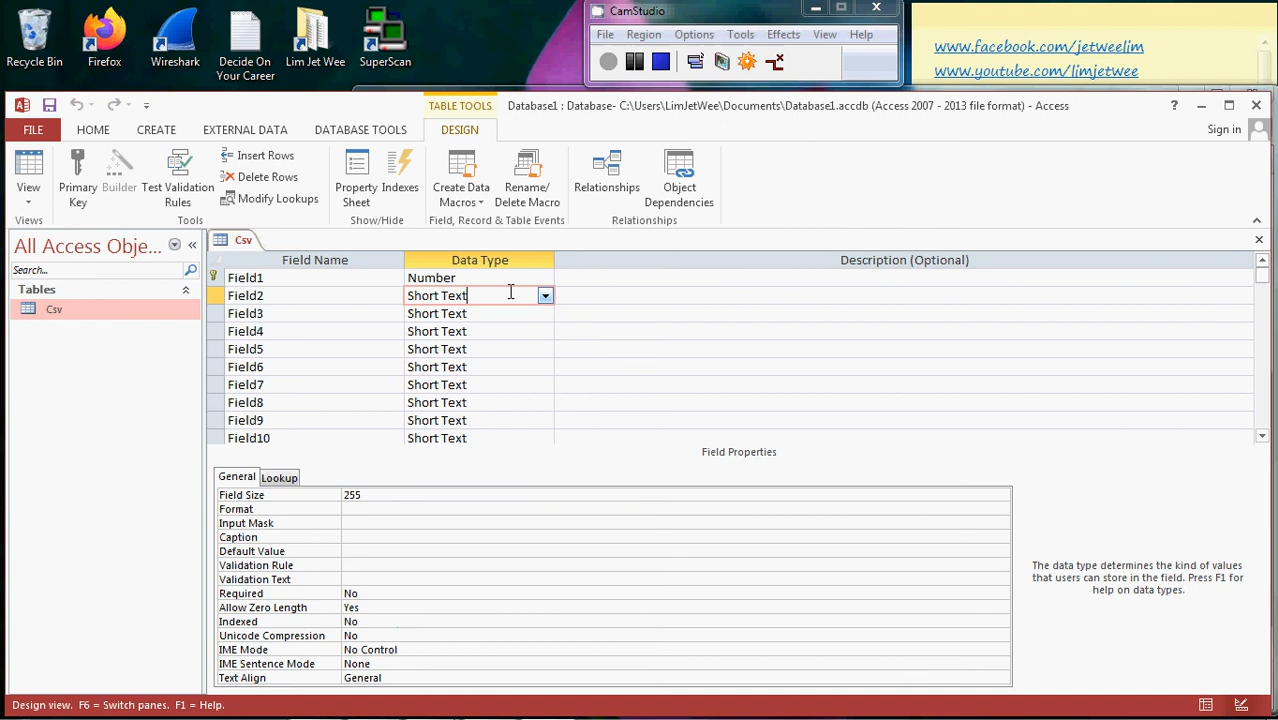 Recycle Bin
Firefox
Wireshark
Decide On
Your Career
Lim Jet Wee
SuperScan
CamStudio
File Region Options Tools Effects View Help
www.facebook.com/jetweelim
www.youtube.com/limjetwee
TABLE TOOLS
Database1 : Database- C:\Users\LimJetWee\Documents\Database1.accdb (Access 2007 - 2013 file format) - Access
FILE HOME CREATE EXTERNAL DATA DATABASE TOOLS DESIGN
Sign in
View
Primary
Key
Builder
Test Validation
Rules
Insert Rows
Delete Rows
Modify Lookups
Property
Sheet
Indexes
Create Data
Macros
Rename/
Delete Macro
Relationships
Object
Dependencies
Views
Tools
Show/Hide
Field, Record & Table Events
Relationships
All Access Obje...
Search...
Tables
Csv
Csv
Field Name Data Type Description (Optional)
Field1 Number
Field2 Short Text
Field3 Short Text
Field4 Short Text
Field5 Short Text
Field6 Short Text
Field7 Short Text
Field8 Short Text
Field9 Short Text
Field10 Short Text
Field Properties
General Lookup
Field Size 255
Format
Input Mask
Caption
Default Value
Validation Rule
Validation Text
Required No
Allow Zero Length Yes
Indexed No
Unicode Compression No
IME Mode No Control
IME Sentence Mode None
Text Align General
The data type determines the kind of values
that users can store in the field. Press F1 for
help on data types.
Design view. F6 = Switch panes. F1 = Help.